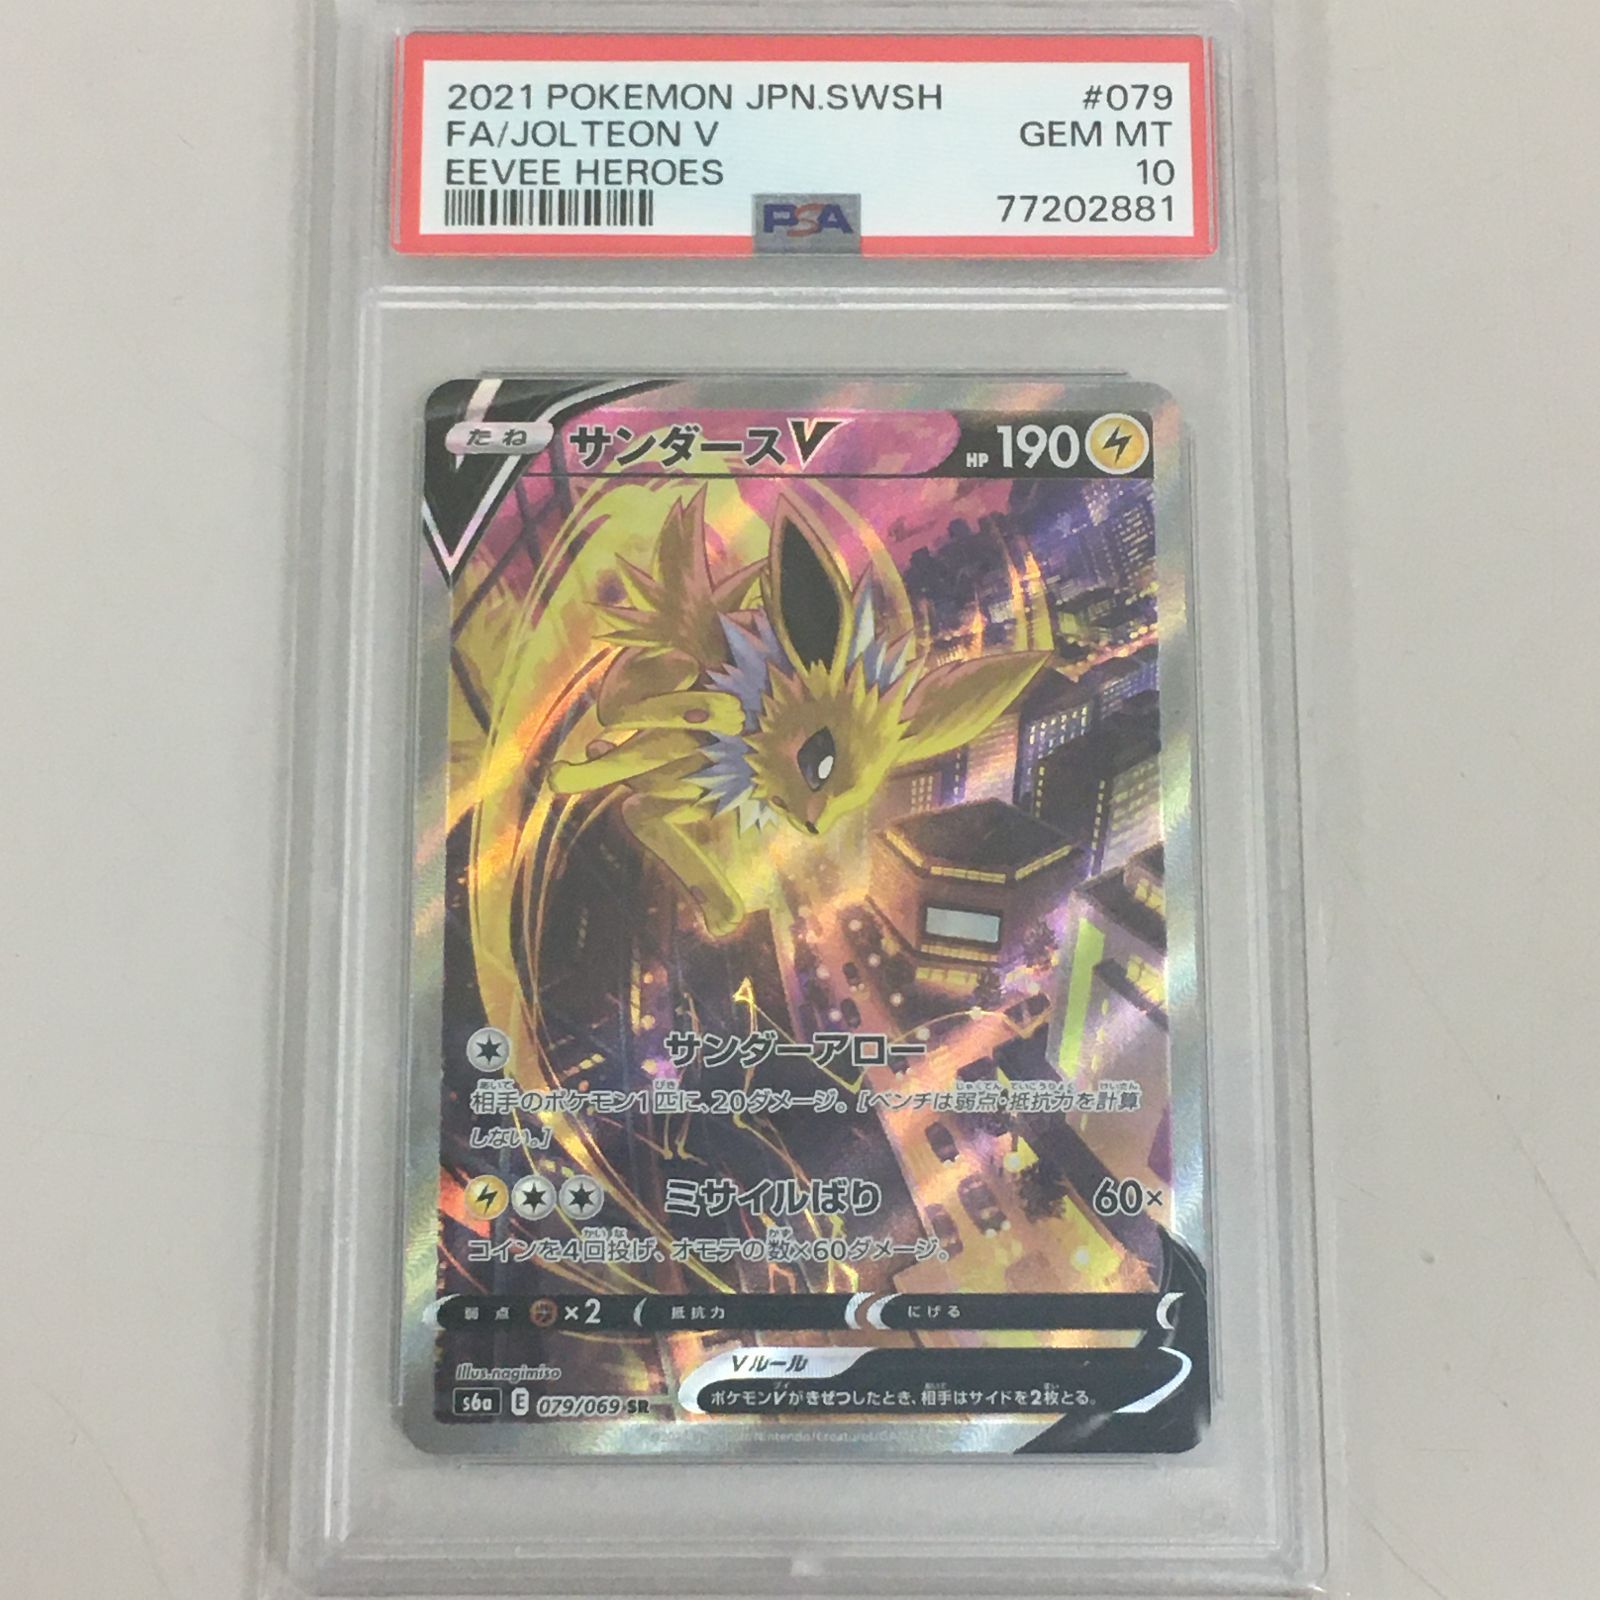 2021 POKEMON JPN.SWSH #079
FA/JOLTEON V GEM MT
EEVEE HEROES 10
77202881
PSA
たね サンダースV HP 190
サンダーアロー
相手のポケモン1匹に、20ダメージ。[ベンチは弱点・抵抗力を計算
しない。]
ミサイルばり 60×
コインを4回投げ、オモテの数×60ダメージ。
弱点 ×2 抵抗力 にげる
Vルール
Illus.nagimiso
ポケモンVがきぜつしたとき、相手はサイドを2枚とる。
s6a E 079/069 SR